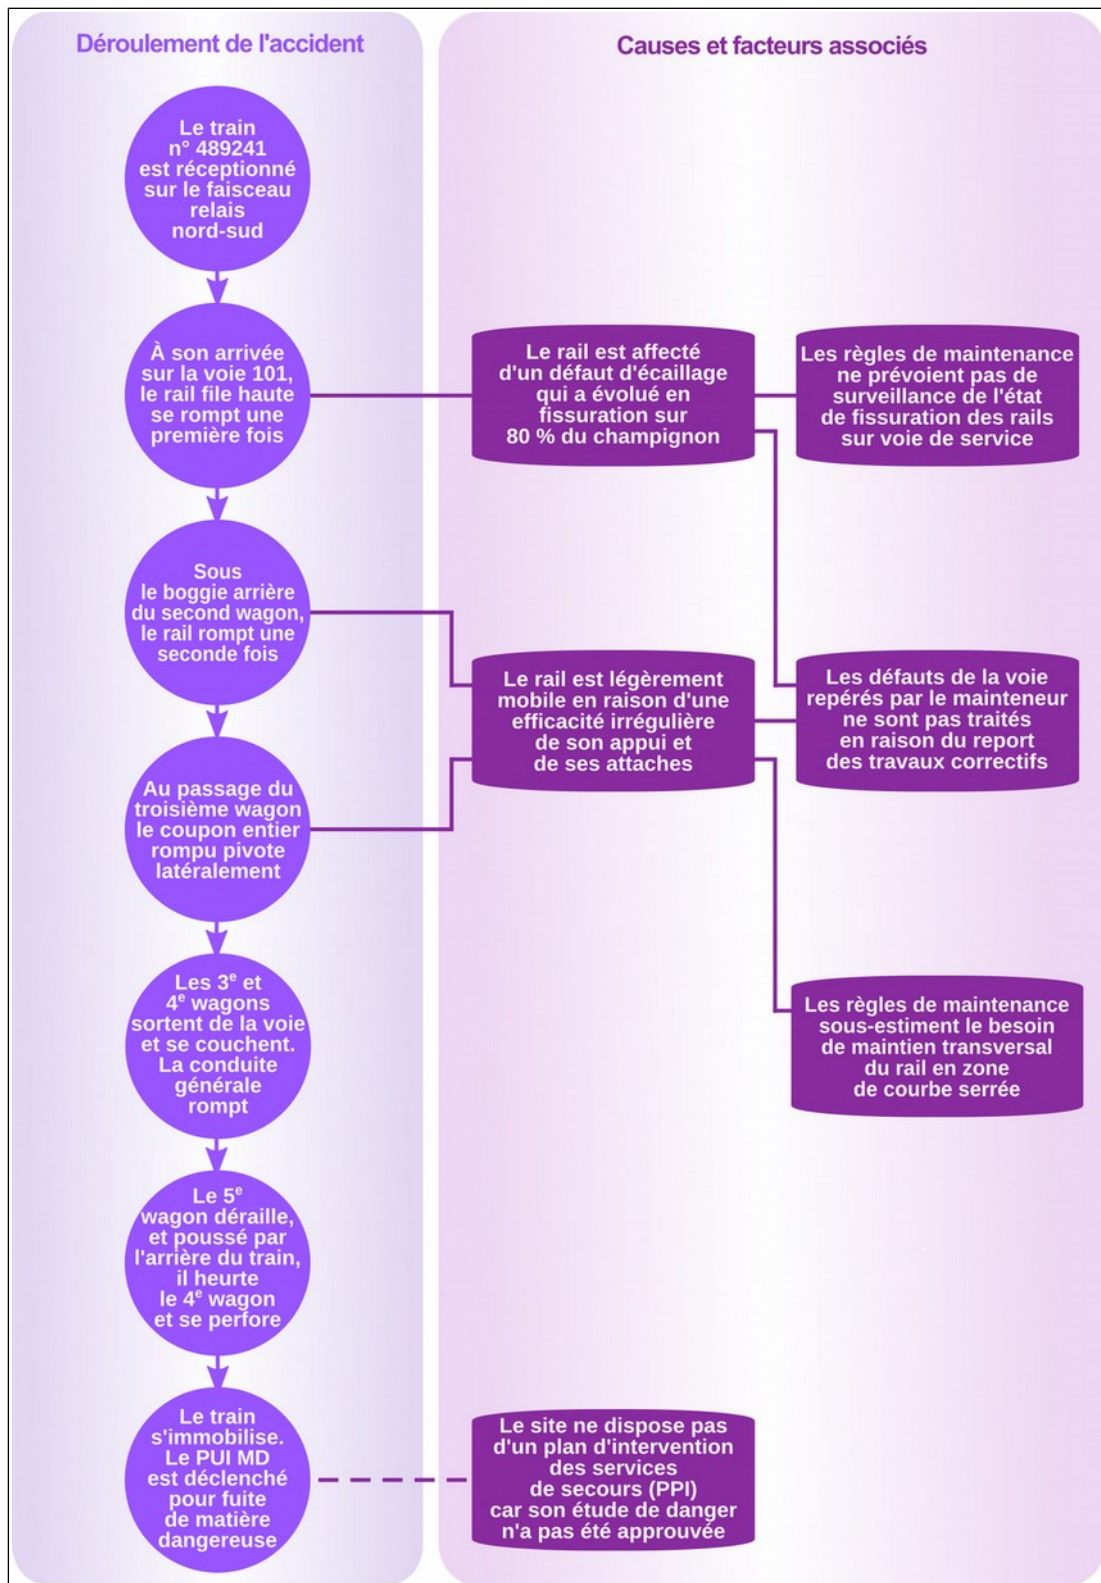 Déroulement de l'accident
Causes et facteurs associés
Le train
n° 489241
est réceptionné
sur le faisceau
relais
nord-sud
À son arrivée
sur la voie 101,
le rail file haute
se rompt une
première fois
Le rail est affecté
d'un défaut d'écaillage
qui a évolué en
fissuration sur
80 % du champignon
Les règles de maintenance
ne prévoient pas de
surveillance de l'état
de fissuration des rails
sur voie de service
Sous
le boggie arrière
du second wagon,
le rail rompt une
seconde fois
Le rail est légèrement
mobile en raison d'une
efficacité irrégulière
de son appui et
de ses attaches
Les défauts de la voie
repérés par le mainteneur
ne sont pas traités
en raison du report
des travaux correctifs
Au passage du
troisième wagon
le coupon entier
rompu pivote
latéralement
Les 3e et
4e wagons
sortent de la voie
et se couchent.
La conduite
générale
rompt
Les règles de maintenance
sous-estiment le besoin
de maintien transversal
du rail en zone
de courbe serrée
Le 5e
wagon déraille,
et poussé par
l'arrière du train,
il heurte
le 4e wagon
et se perfore
Le train
s'immobilise.
Le PUI MD
est déclenché
pour fuite
de matière
dangereuse
Le site ne dispose pas
d'un plan d'intervention
des services
de secours (PPI)
car son étude de danger
n'a pas été approuvée